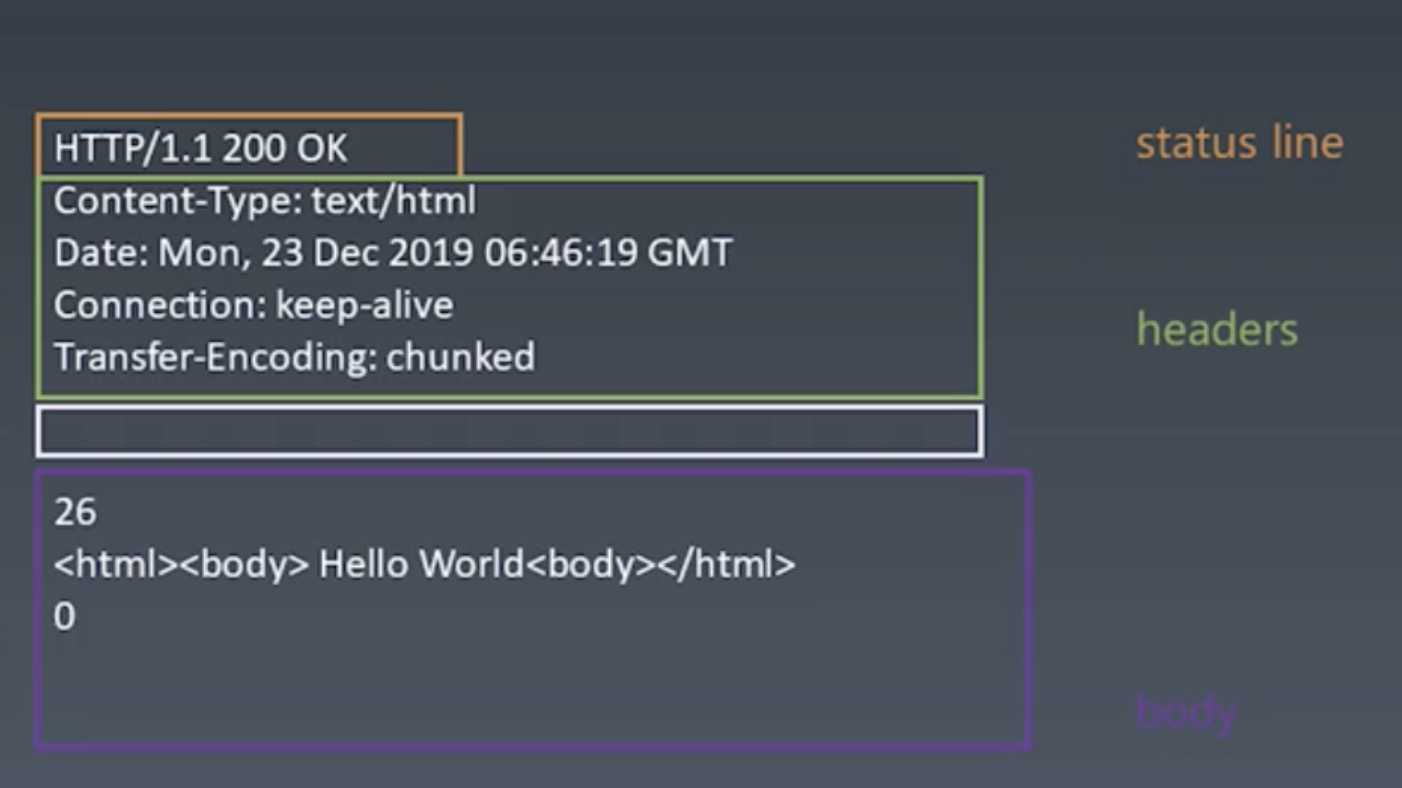 HTTP/1.1 200 OK
status line
Content-Type: text/html
Date: Mon, 23 Dec 2019 06:46:19 GMT
Connection: keep-alive
Transfer-Encoding: chunked
headers
26
<html><body> Hello World<body></html>
0
body